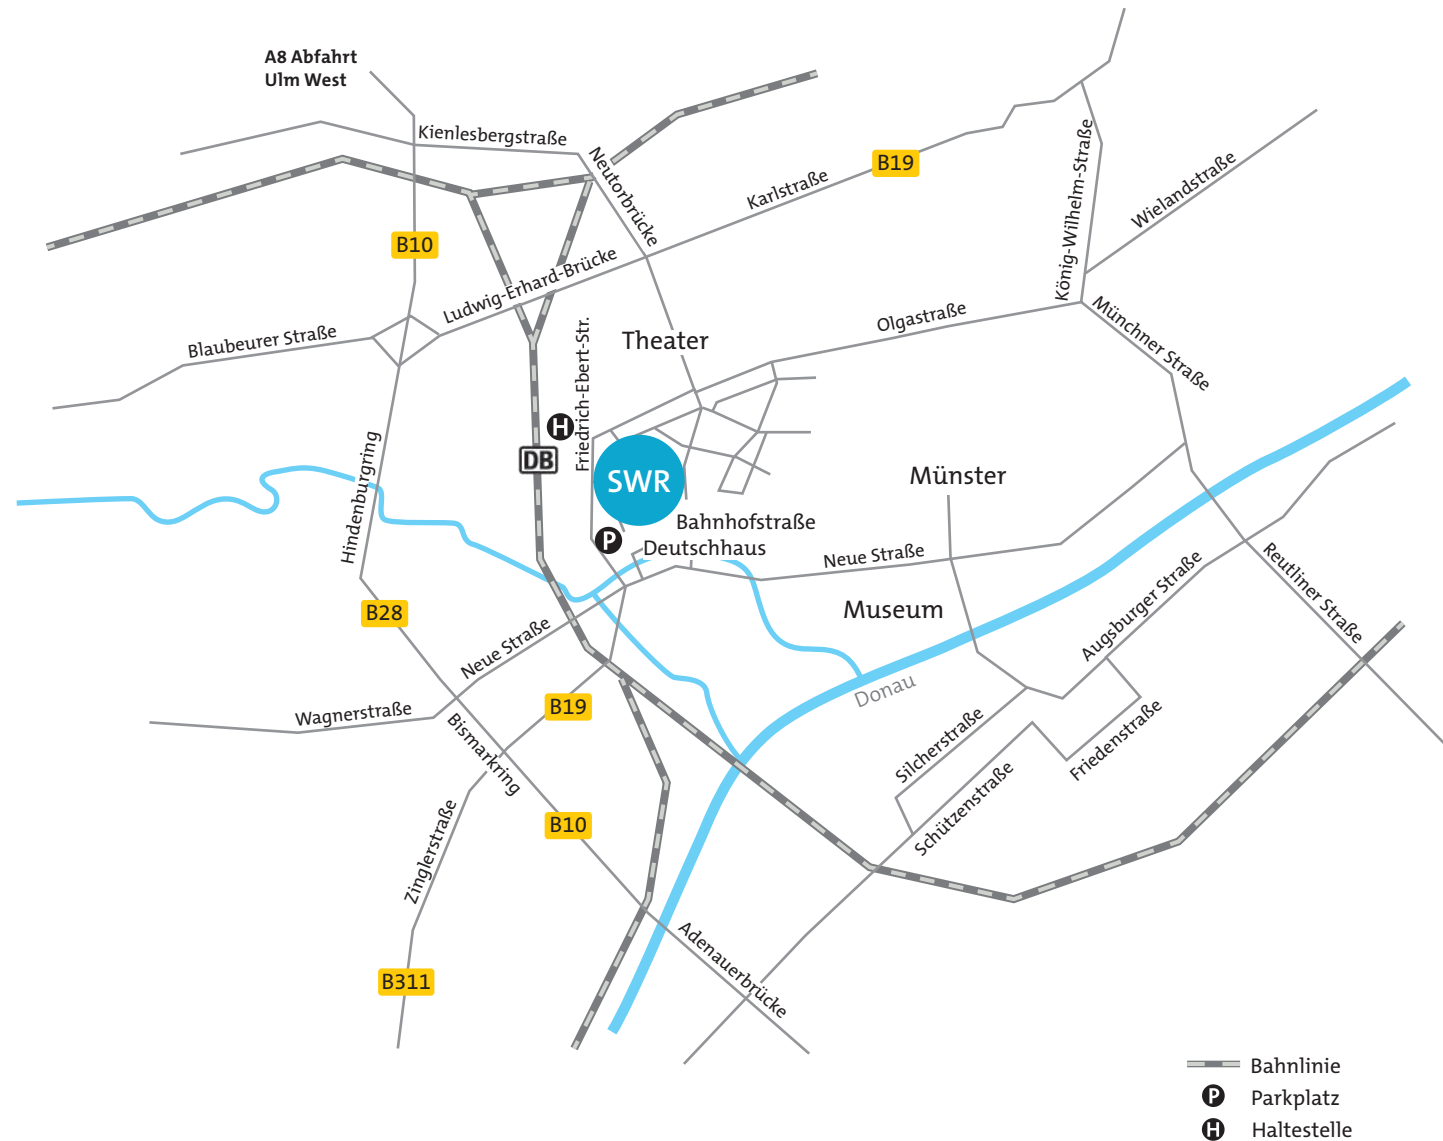 A8 Abfahrt
Ulm West
Kienlesbergstraße
Neutorbrücke
B19
Karlstraße
König-Wilhelm-Straße
Wielandstraße
B10
Ludwig-Erhard-Brücke
Blaubeurer Straße
Friedrich-Ebert-Str.
Theater
Olgastraße
Münchner Straße
H
DB
SWR
Hindenburgring
Münster
Bahnhofstraße
P
Deutschhaus
Neue Straße
Reutliner Straße
Augsburger Straße
B28
Museum
Neue Straße
Donau
B19
Wagnerstraße
Bismarkring
Silcherstraße
Friedenstraße
Schützenstraße
B10
Zinglerstraße
B311
Adenauerbrücke
Bahnlinie
P Parkplatz
H Haltestelle